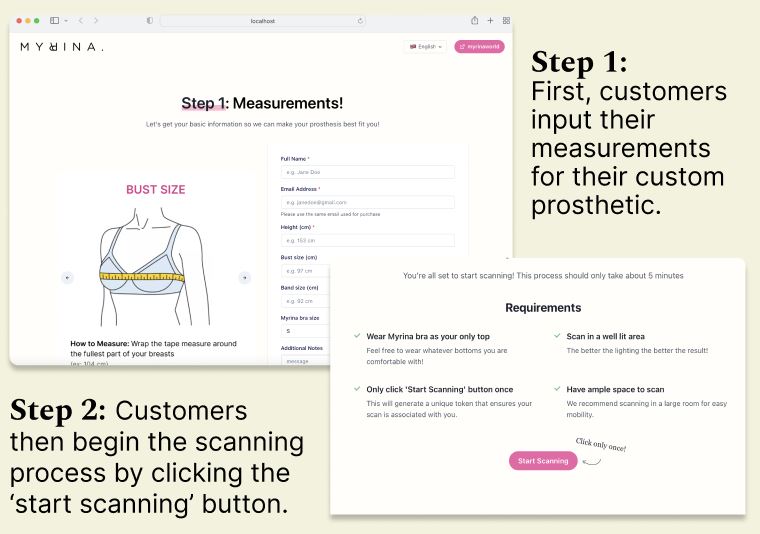 localhost
MYRINA.
English
myrinaworld
Step 1: Measurements!
Let's get your basic information so we can make your prosthesis best fit you!
BUST SIZE
How to Measure: Wrap the tape measure around
the fullest part of your breasts
(ex: 104 cm)
Full Name *
e.g. Jane Doe
Email Address *
e.g. janedoe@gmail.com
Please use the same email used for purchase
Height (cm) *
e.g. 153 cm
Bust size (cm)
e.g. 97 cm
Band size (cm)
e.g. 92 cm
Myrina bra size
S
Additional Notes
message
Step 1:
First, customers
input their
measurements
for their custom
prosthetic.
You're all set to start scanning! This process should only take about 5 minutes
Requirements
Wear Myrina bra as your only top
Feel free to wear whatever bottoms you are
comfortable with!
Scan in a well lit area
The better the lighting the better the result!
Only click 'Start Scanning' button once
This will generate a unique token that ensures your
scan is associated with you.
Have ample space to scan
We recommend scanning in a large room for easy
mobility.
Click only once!
Start Scanning
Step 2: Customers
then begin the scanning
process by clicking the
‘start scanning’ button.